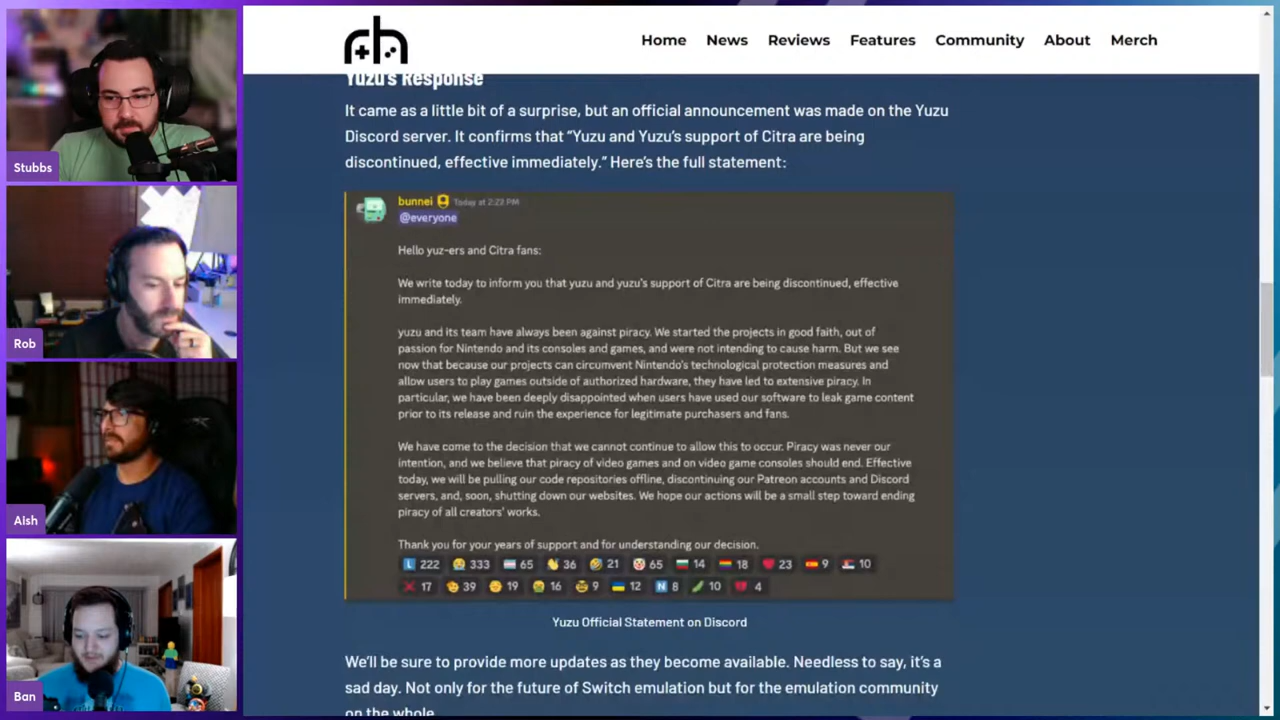 Home News Reviews Features Community About Merch
Yuzu's Response
It came as a little bit of a surprise, but an official announcement was made on the Yuzu
Discord server. It confirms that “Yuzu and Yuzu’s support of Citra are being
discontinued, effective immediately.” Here’s the full statement:
bunnei Today at 2:23 PM
@everyone
Hello yuz-ers and Citra fans:
We write today to inform you that yuzu and yuzu's support of Citra are being discontinued, effective
immediately.
yuzu and its team have always been against piracy. We started the projects in good faith, out of
passion for Nintendo and its consoles and games, and were not intending to cause harm. But we see
now that because our projects can circumvent Nintendo's technological protection measures and
allow users to play games outside of authorized hardware, they have led to extensive piracy. In
particular, we have been deeply disappointed when users have used our software to leak game content
prior to its release and ruin the experience for legitimate purchasers and fans.
We have come to the decision that we cannot continue to allow this to occur. Piracy was never our
intention, and we believe that piracy of video games and on video game consoles should end. Effective
today, we will be pulling our code repositories offline, discontinuing our Patreon accounts and Discord
servers, and, soon, shutting down our websites. We hope our actions will be a small step toward ending
piracy of all creators' works.
Thank you for your years of support and for understanding our decision.
L 222 333 65 36 21 65 14 18 23 9 10
17 39 19 16 9 12 N 8 10 4
Yuzu Official Statement on Discord
We’ll be sure to provide more updates as they become available. Needless to say, it’s a
sad day. Not only for the future of Switch emulation but for the emulation community
on the whole.
Stubbs
Rob
Aish
Ban